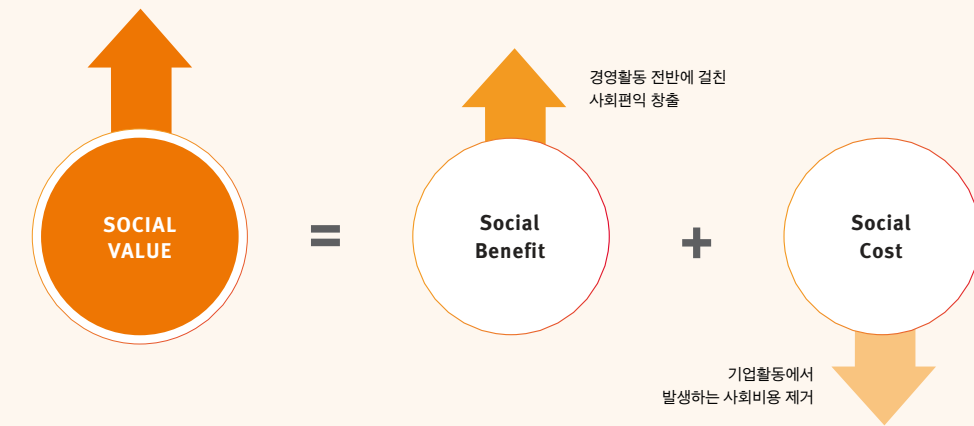 경영활동 전반에 걸친
사회편익 창출
SOCIAL
VALUE
=
Social
Benefit
+
Social
Cost
기업활동에서
발생하는 사회비용 제거